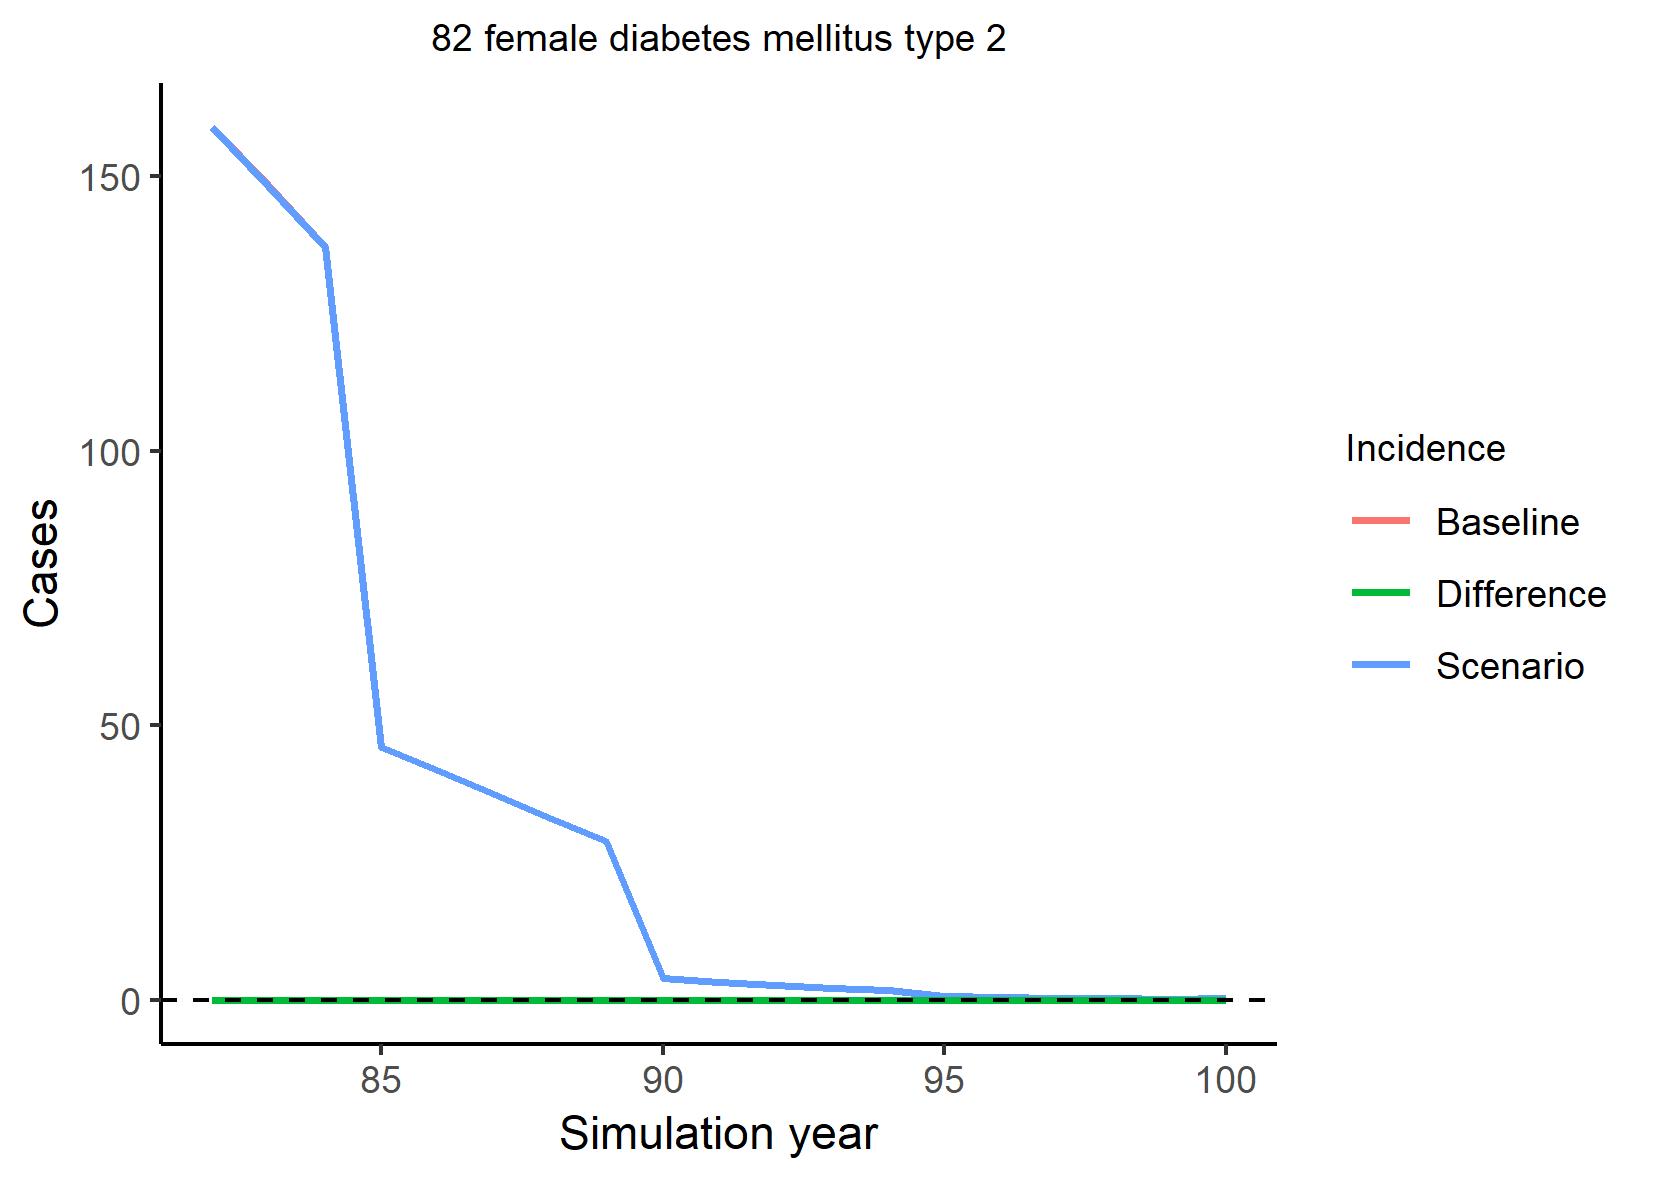 82 female diabetes mellitus type 2
150
100
50
0
Cases
85 90 95 100
Simulation year
Incidence
Baseline
Difference
Scenario